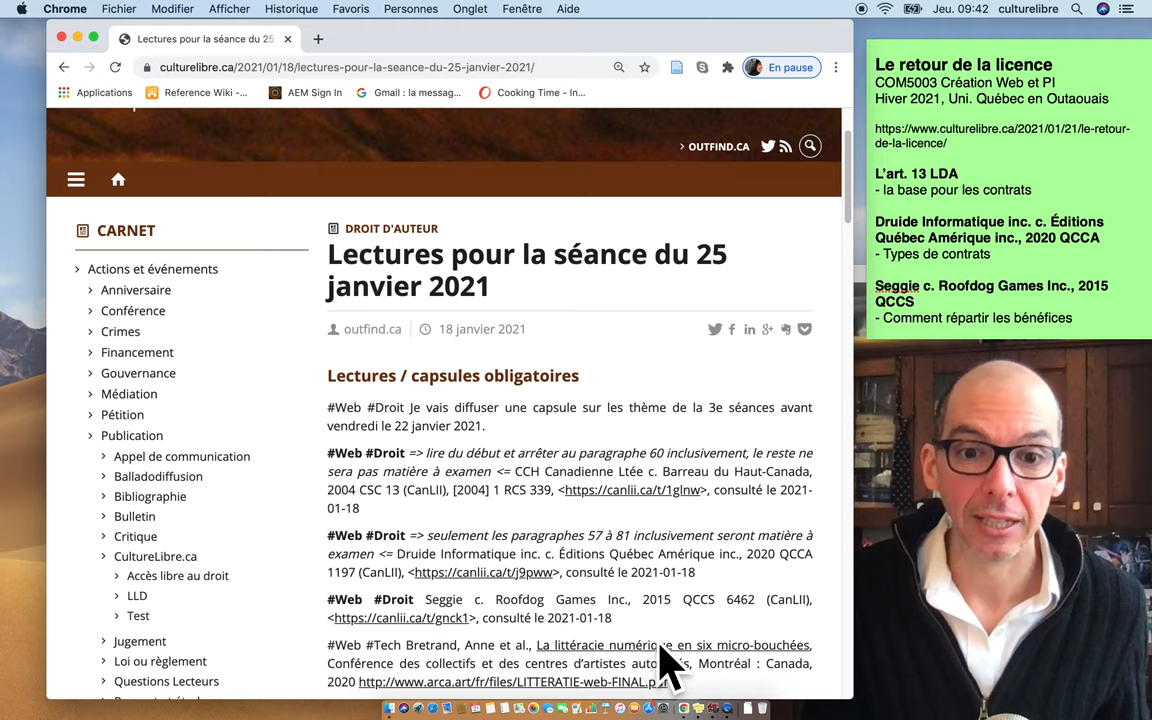 Chrome Fichier Modifier Afficher Historique Favoris Personnes Onglet Fenêtre Aide Jeu. 09:42 culturelibre
Lectures pour la séance du 25
culturelibre.ca/2021/01/18/lectures-pour-la-seance-du-25-janvier-2021/ En pause
Applications Reference Wiki -... AEM Sign In Gmail : la messag... Cooking Time - In...
OUTFIND.CA
CARNET
Actions et événements
Anniversaire
Conférence
Crimes
Financement
Gouvernance
Médiation
Pétition
Publication
Appel de communication
Balladodiffusion
Bibliographie
Bulletin
Critique
CultureLibre.ca
Accès libre au droit
LLD
Test
Jugement
Loi ou règlement
Questions Lecteurs
DROIT D'AUTEUR
Lectures pour la séance du 25
janvier 2021
outfind.ca 18 janvier 2021
Lectures / capsules obligatoires
#Web #Droit Je vais diffuser une capsule sur les thème de la 3e séances avant
vendredi le 22 janvier 2021.
#Web #Droit => lire du début et arrêter au paragraphe 60 inclusivement, le reste ne
sera pas matière à examen <= CCH Canadienne Ltée c. Barreau du Haut-Canada,
2004 CSC 13 (CanLII), [2004] 1 RCS 339, <https://canlii.ca/t/1glnw>, consulté le 2021-
01-18
#Web #Droit => seulement les paragraphes 57 à 81 inclusivement seront matière à
examen <= Druide Informatique inc. c. Éditions Québec Amérique inc., 2020 QCCA
1197 (CanLII), <https://canlii.ca/t/j9pww>, consulté le 2021-01-18
#Web #Droit Seggie c. Roofdog Games Inc., 2015 QCCS 6462 (CanLII),
<https://canlii.ca/t/gnck1>, consulté le 2021-01-18
#Web #Tech Bretrand, Anne et al., La littéracie numérique en six micro-bouchées,
Conférence des collectifs et des centres d'artistes Montréal : Canada,
2020 http://www.arca.art/fr/files/LITTERATIE-web-FINAL.p
Le retour de la licence
COM5003 Création Web et PI
Hiver 2021, Uni. Québec en Outaouais
https://www.culturelibre.ca/2021/01/21/le-retour-
de-la-licence/
L'art. 13 LDA
- la base pour les contrats
Druide Informatique inc. c. Éditions
Québec Amérique inc., 2020 QCCA
- Types de contrats
Seggie c. Roofdog Games Inc., 2015
QCCS
- Comment répartir les bénéfices